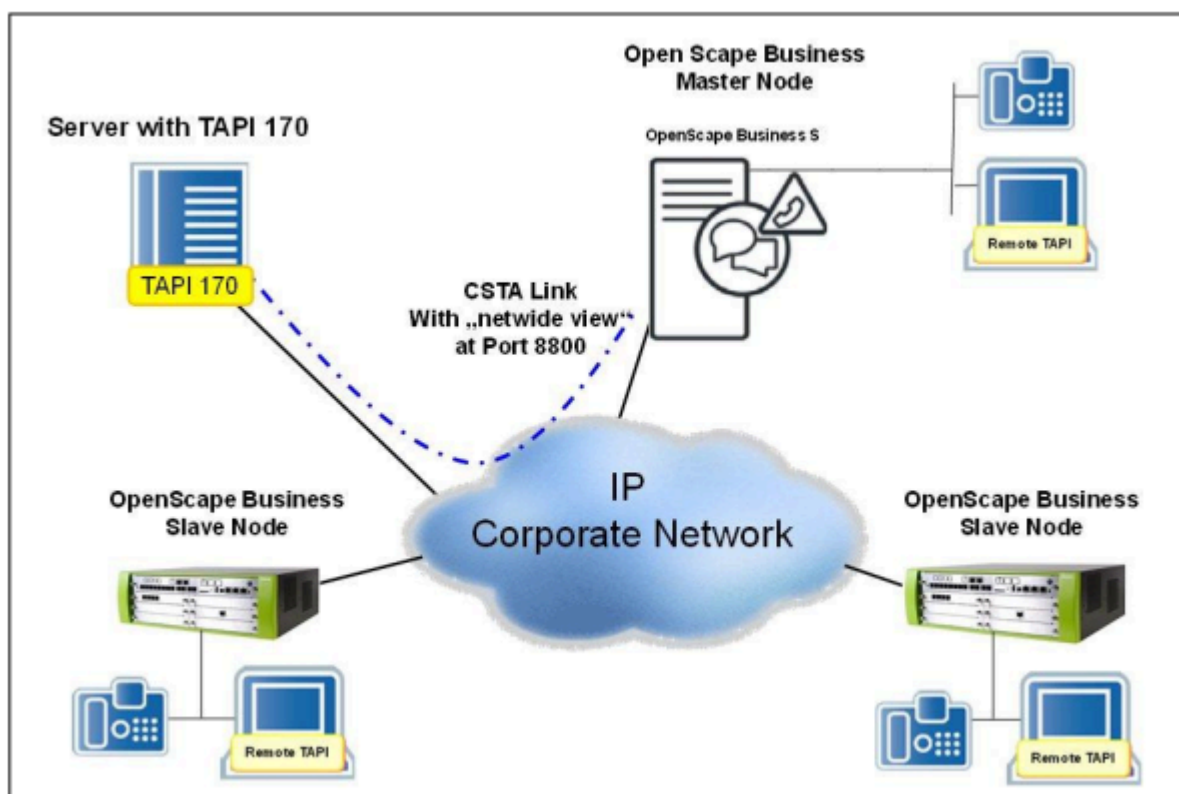 Open Scape Business
Master Node
Server with TAPI 170
OpenScape Business S
Remote TAPI
TAPI 170
CSTA Link
With „netwide view“
at Port 8800
IP
Corporate Network
OpenScape Business
Slave Node
OpenScape Business
Slave Node
Remote TAPI
Remote TAPI